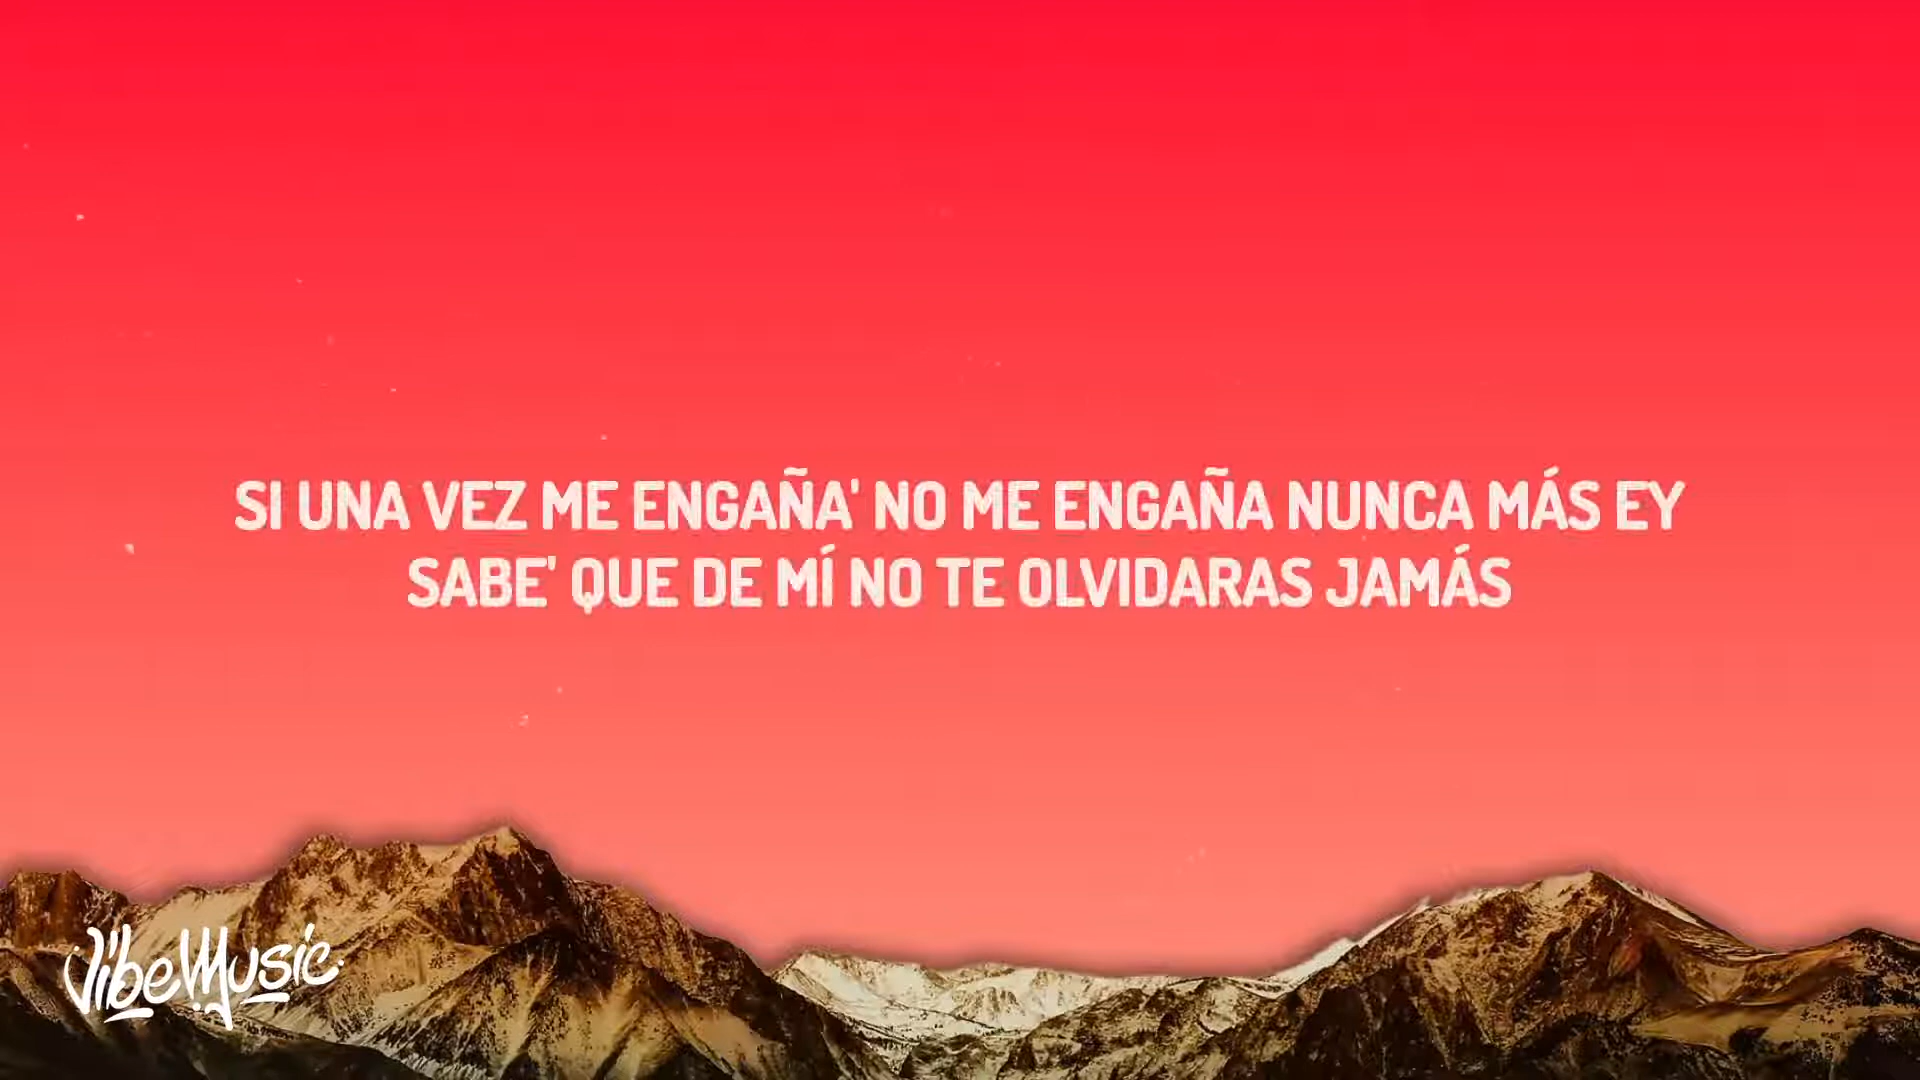 SI UNA VEZ ME ENGAÑA' NO ME ENGAÑA NUNCA MÁS EY
SABE' QUE DE MÍ NO TE OLVIDARAS JAMÁS
VibeMusic